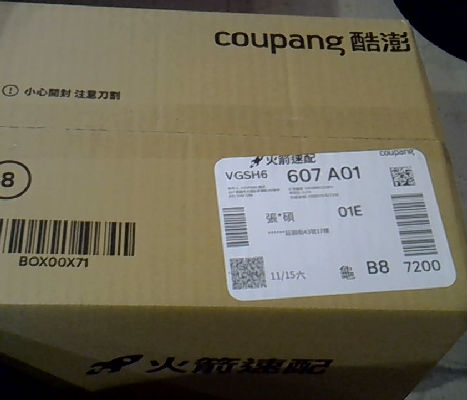 coupang 酷澎
小心開封 注意刀割
8
火箭速配
coupang
VGSH6
607 A01
張*碩
01E
BOX00X71
11/15六
龜
B8
7200
火箭速配